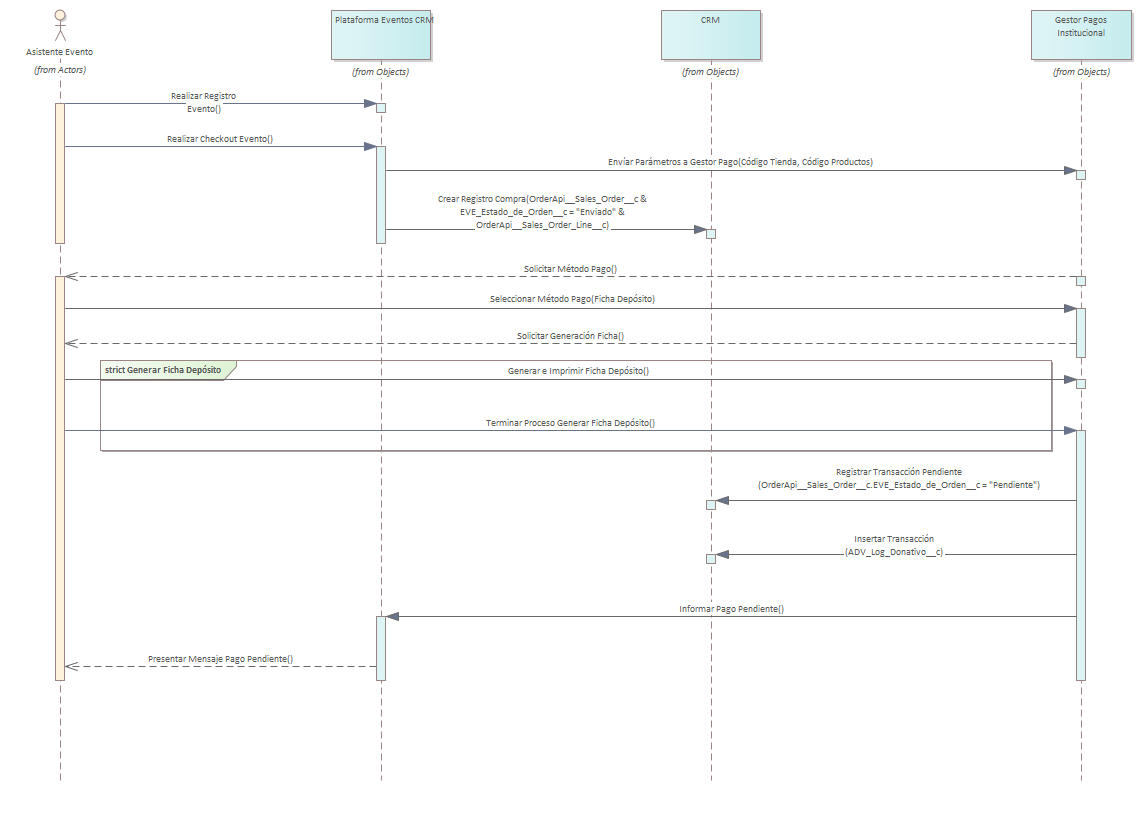 Asistente Evento
(from Actors)
Plataforma Eventos CRM
(from Objects)
CRM
(from Objects)
Gestor Pagos
Institucional
(from Objects)
Realizar Registro
Evento()
Realizar Checkout Evento()
Envíar Parámetros a Gestor Pago(Código Tienda, Código Productos)
Crear Registro Compra(OrderApi__Sales_Order__c &
EVE_Estado_de_Orden__c = "Enviado" &
OrderApi__Sales_Order_Line__c)
Solicitar Método Pago()
Seleccionar Método Pago(Ficha Depósito)
Solicitar Generación Ficha()
strict Generar Ficha Depósito
Generar e Imprimir Ficha Depósito()
Terminar Proceso Generar Ficha Depósito()
Registrar Transacción Pendiente
(OrderApi__Sales_Order__c.EVE_Estado_de_Orden__c = "Pendiente")
Insertar Transacción
(ADV_Log_Donativo__c)
Informar Pago Pendiente()
Presentar Mensaje Pago Pendiente()